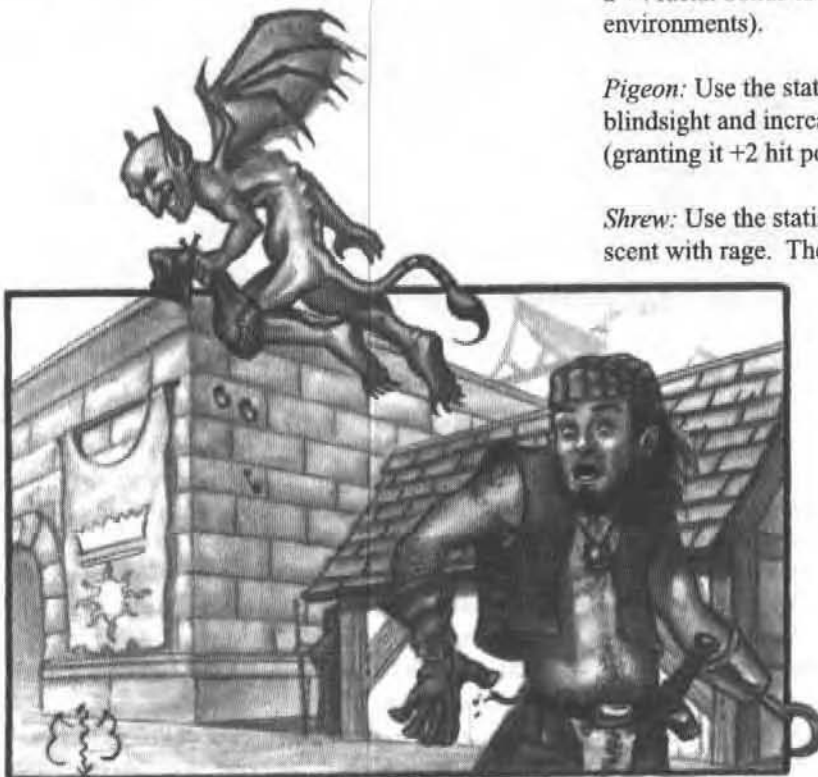 environments).
Pigeon: Use the stat
blindsight and increa
(granting it +2 hit po
Shrew: Use the stati
scent with rage. The